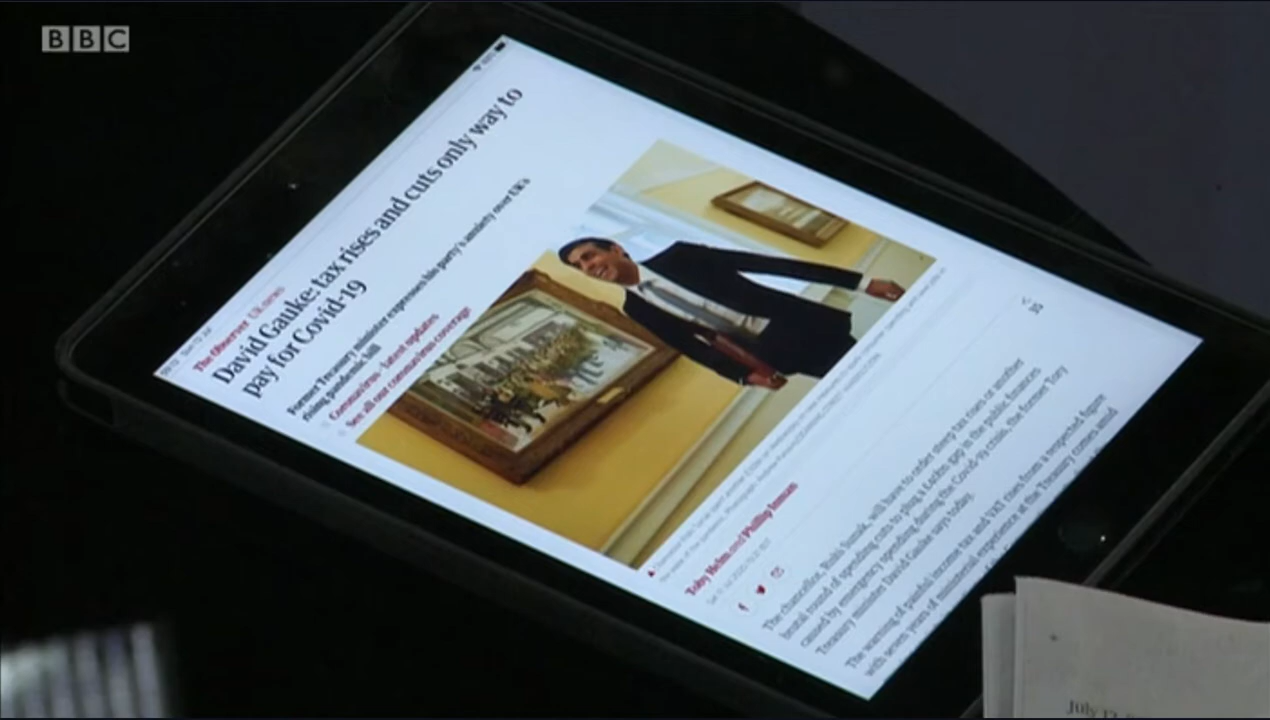 BBC
The Observer UK news
David Gauke: tax rises and cuts only way to
pay for Covid-19
Former Treasury minister expresses his party's anxiety over UK's
rising pandemic bill
Coronavirus – latest updates
See all our coronavirus coverage
Toby Helm and Phillip Inman
The chancellor, Rishi Sunak, will have to order steep tax rises or another
brutal round of spending cuts to plug a gap in the public finances
caused by emergency spending during the Covid-19 crisis, the former Tory
Treasury minister David Gauke says today.
The warning of painful income tax and VAT rises from a respected figure
with seven years of ministerial experience at the Treasury comes amid
July